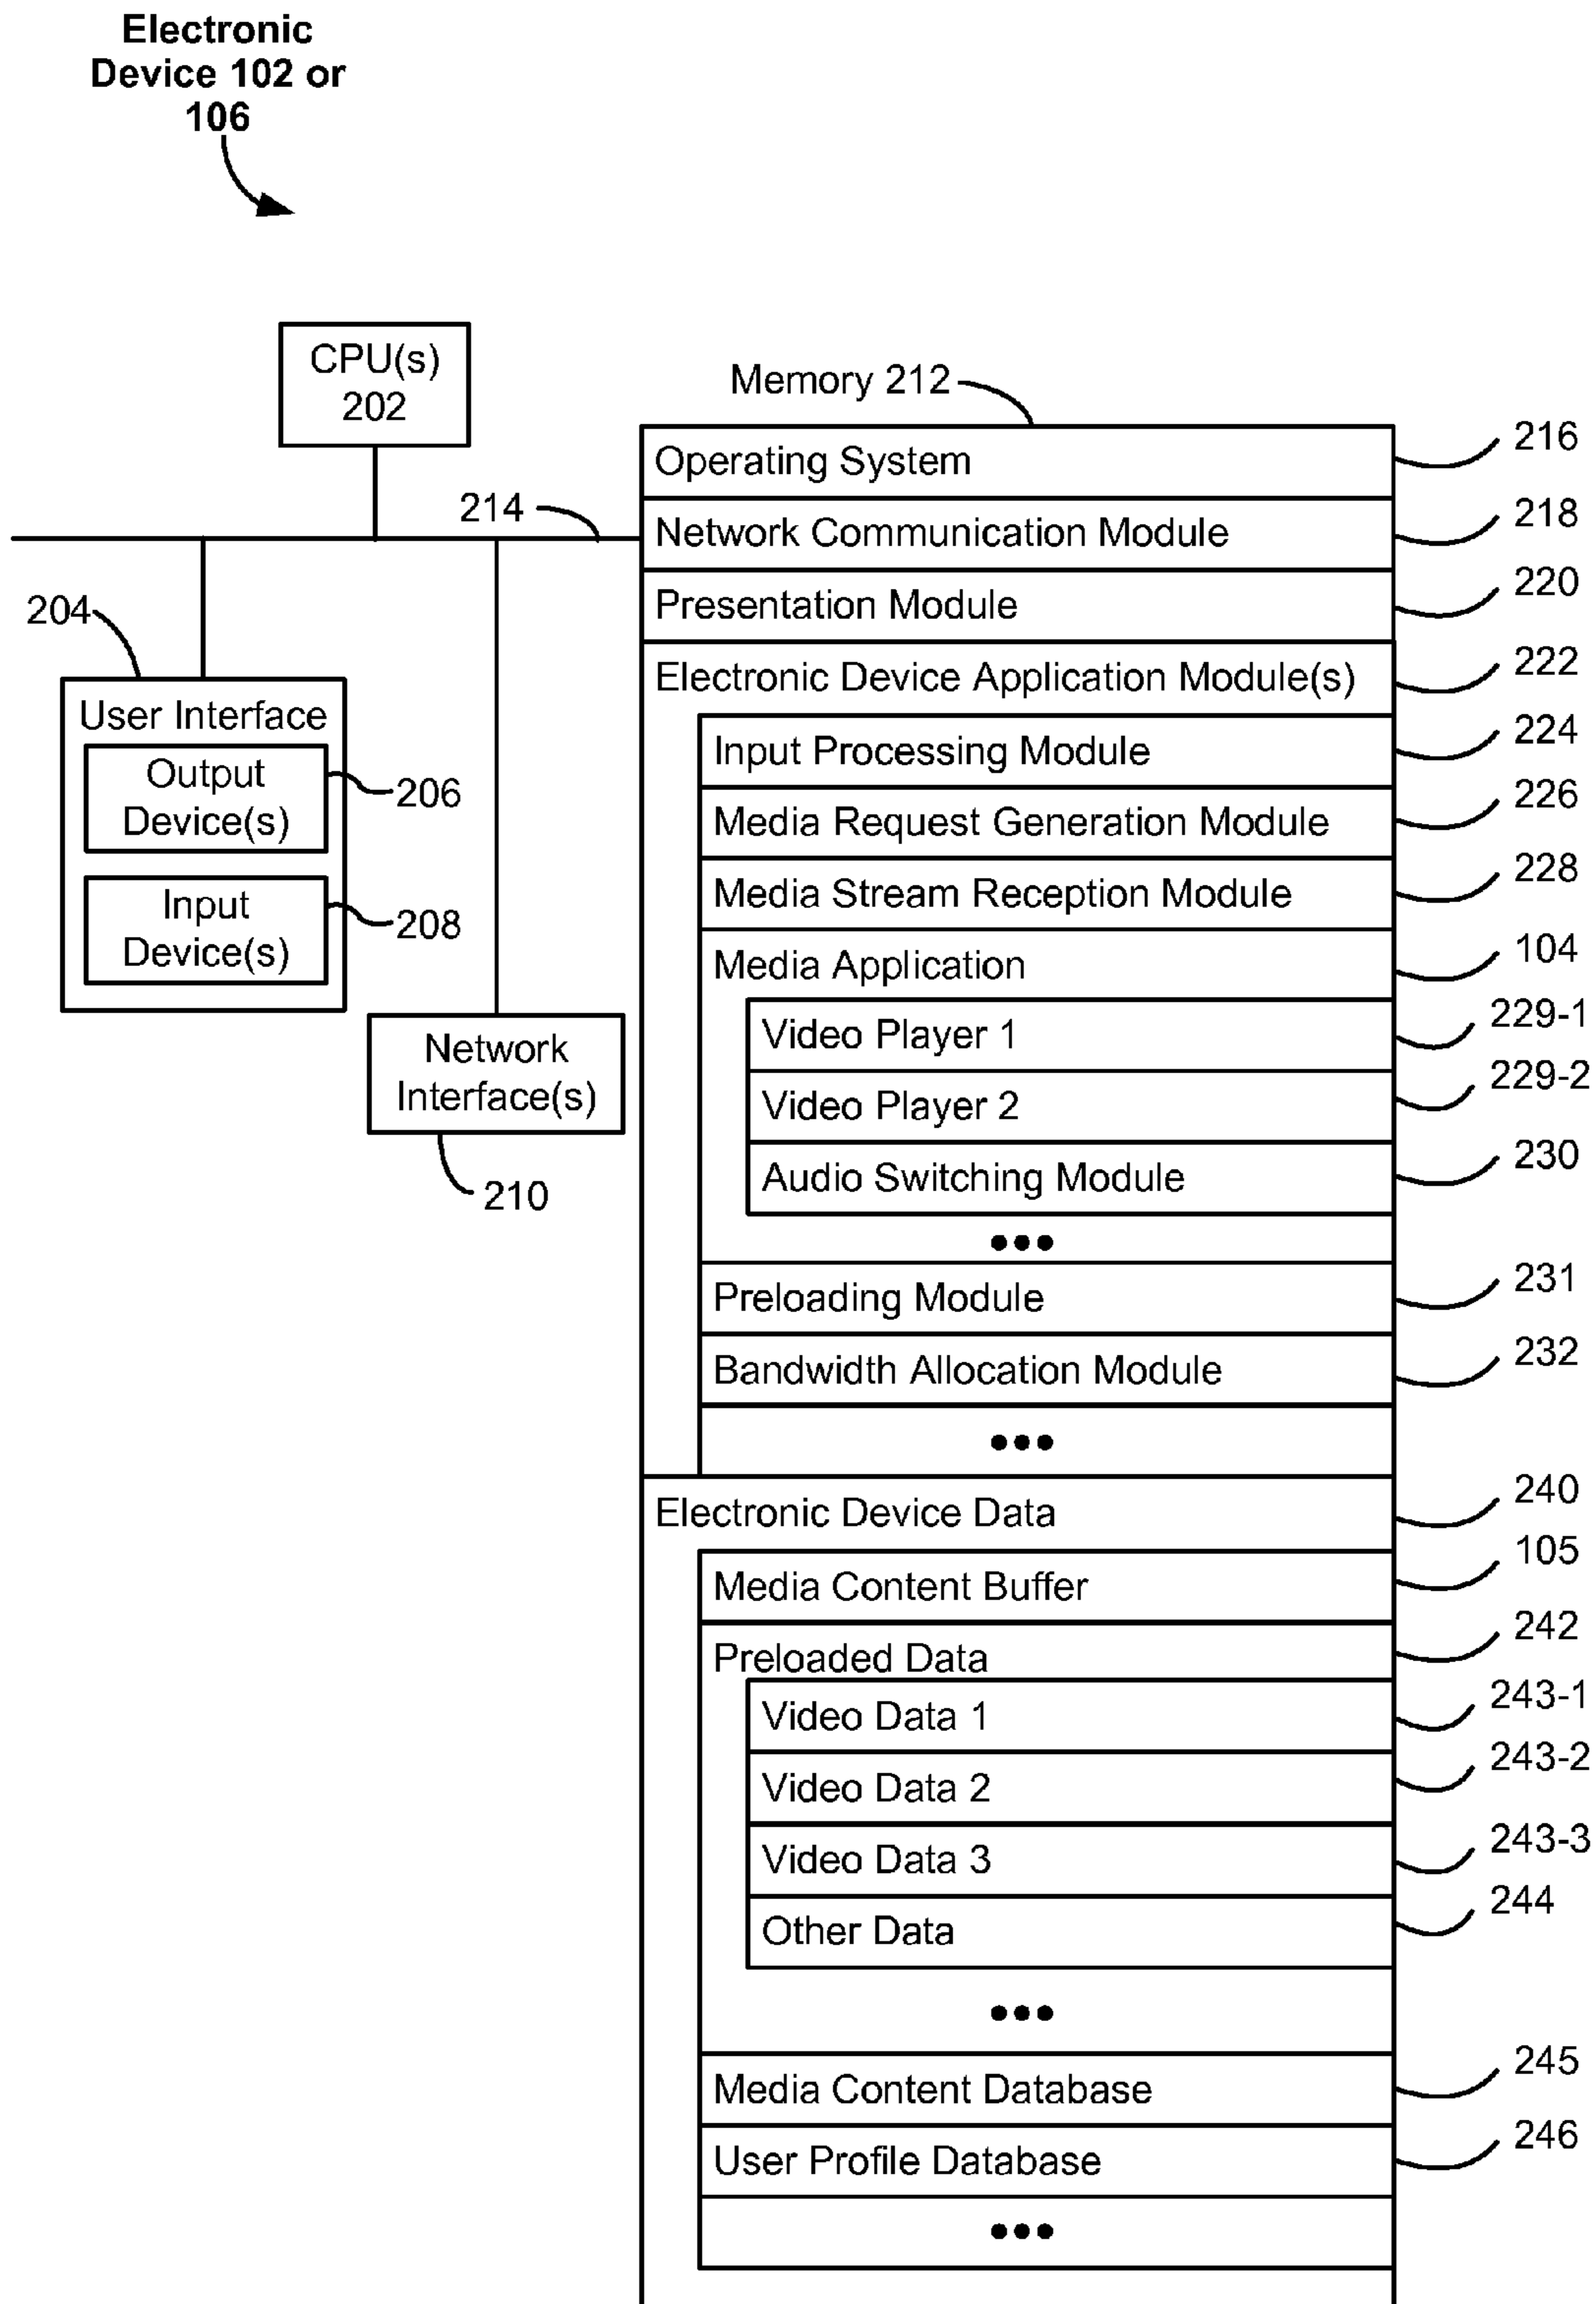 Electronic
Device 102 or
106
CPU(s)
202
Memory 212
214
204
User Interface
Output
Device(s)
206
Input
Device(s)
208
Network
Interface(s)
210
Operating System
216
Network Communication Module
218
Presentation Module
220
Electronic Device Application Module(s)
222
Input Processing Module
224
Media Request Generation Module
226
Media Stream Reception Module
228
Media Application
104
Video Player 1
229-1
Video Player 2
229-2
Audio Switching Module
230
•••
Preloading Module
231
Bandwidth Allocation Module
232
•••
Electronic Device Data
240
Media Content Buffer
105
Preloaded Data
242
Video Data 1
243-1
Video Data 2
243-2
Video Data 3
243-3
Other Data
244
•••
Media Content Database
245
User Profile Database
246
•••